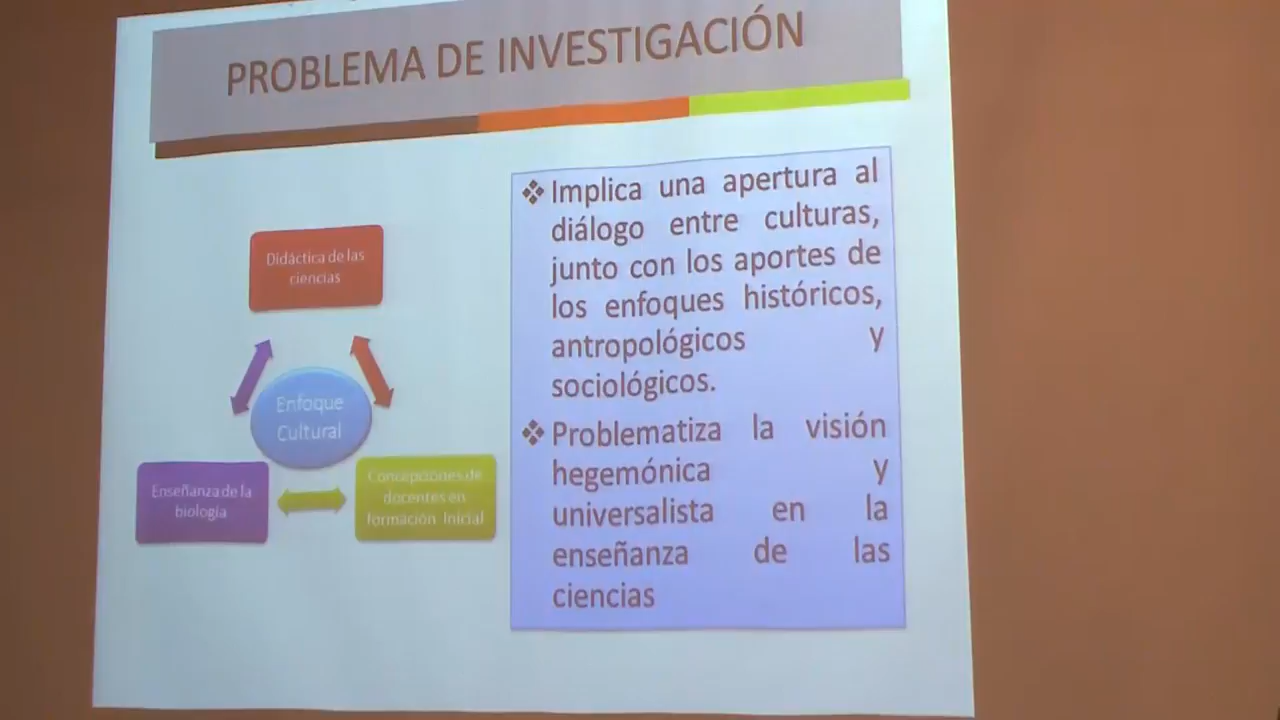 PROBLEMA DE INVESTIGACIÓN
Didáctica de las
ciencias
Enfoque
Cultural
Enseñanza de la
biología
Concepciones de
docentes en
formación Inicial
❖ Implica una apertura al
diálogo entre culturas,
junto con los aportes de
los enfoques históricos,
antropológicos y
sociológicos.
❖ Problematiza la visión
hegemónica y
universalista en la
enseñanza de las
ciencias